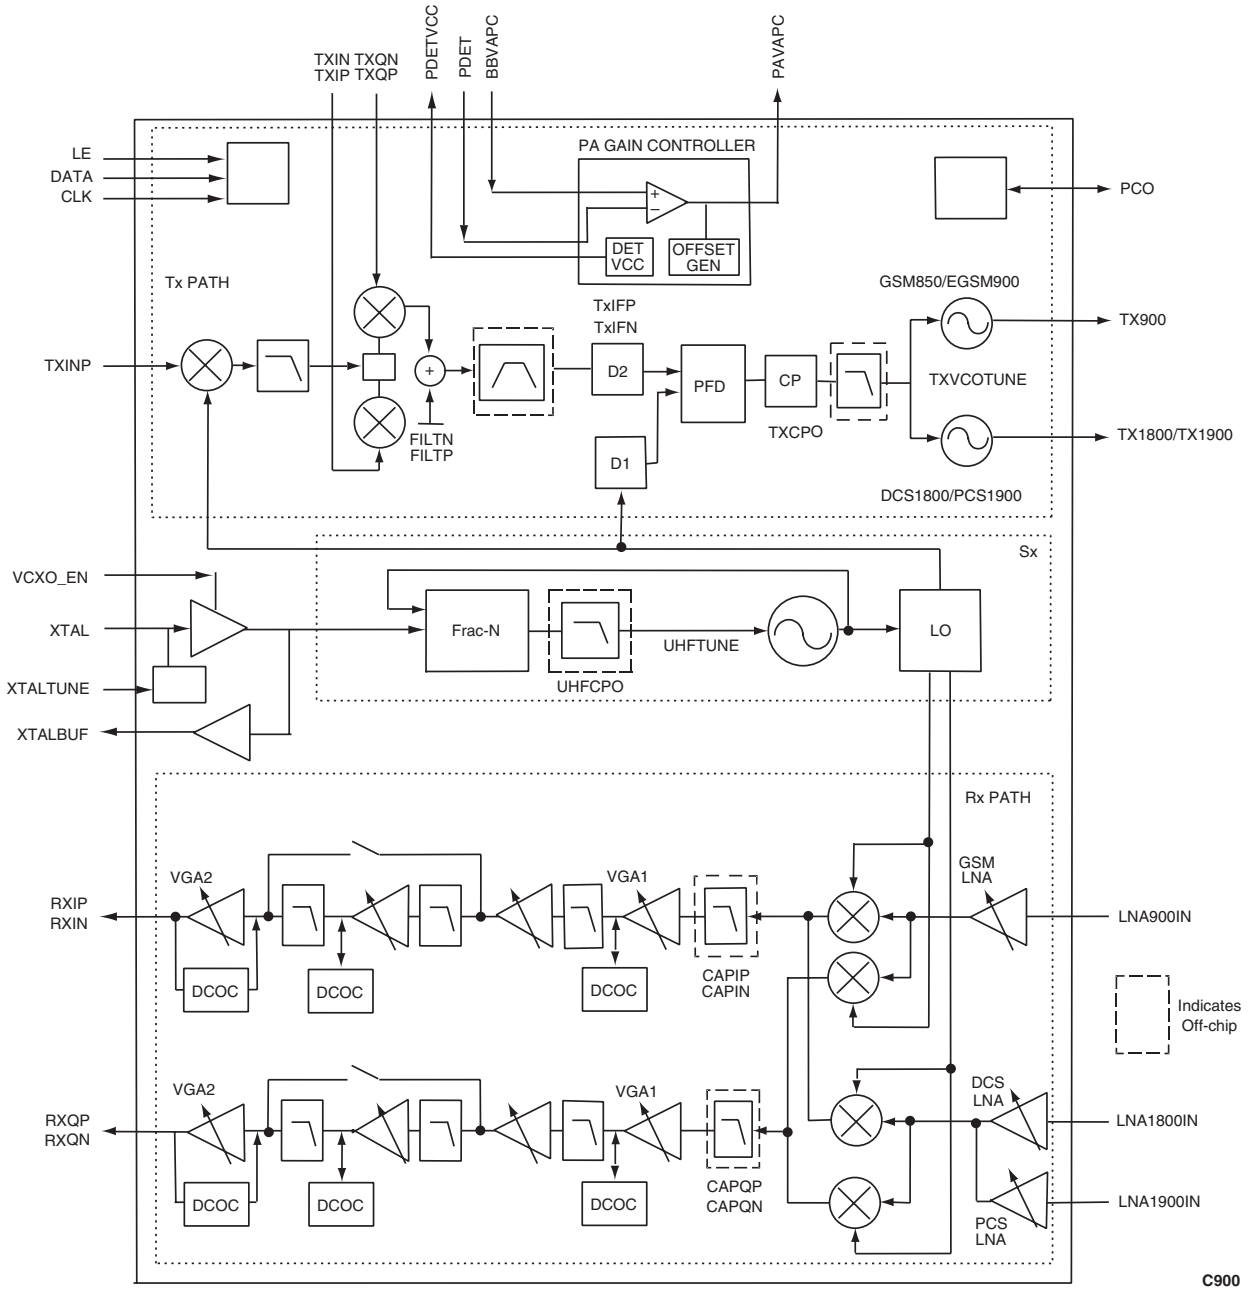 TXIN TXQN
TXIP TXQP
PDETVCC
PDET
BBVAPC
PAVAPC
LE
DATA
CLK
PA GAIN CONTROLLER
+
−
DET
VCC
OFFSET
GEN
PCO
Tx PATH
TxIFP
TxIFN
GSM850/EGSM900
TX900
TXINP
+
D2
PFD
CP
TXVCOTUNE
FILTN
FILTP
TXCPO
D1
TX1800/TX1900
DCS1800/PCS1900
Sx
VCXO_EN
XTAL
Frac-N
UHFTUNE
LO
XTALTUNE
UHFCPO
XTALBUF
Rx PATH
GSM
LNA
VGA2
VGA1
RXIP
RXIN
LNA900IN
DCOC
DCOC
DCOC
CAPIP
CAPIN
Indicates
Off-chip
VGA2
VGA1
DCS
LNA
RXQP
RXQN
LNA1800IN
DCOC
DCOC
DCOC
CAPQP
CAPQN
LNA1900IN
PCS
LNA
C900